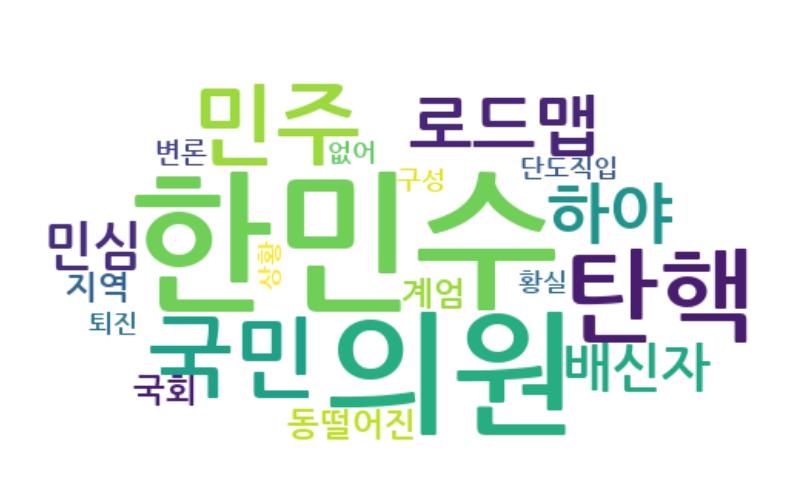 민주
로드맵
변론
없어
단도직입
구성
한민수
하야
민심
상황
탄핵
지역
계엄
황실
퇴진
국민
의원
배신자
국회
동떨어진